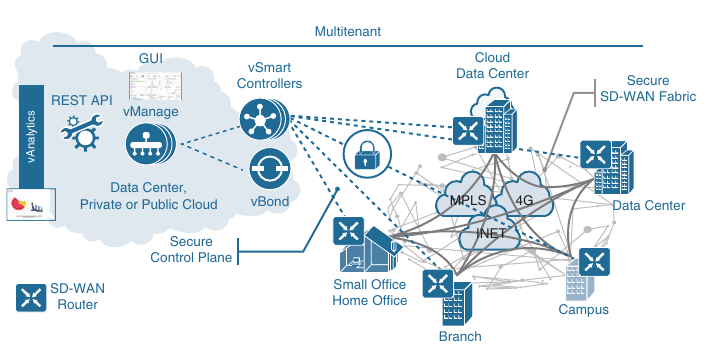 Multitenant
GUI
vSmart
Controllers
Cloud
Data Center
Secure
SD-WAN Fabric
REST API
vManage
vAnalytics
MPLS
4G
INET
Data Center,
Private or Public Cloud
vBond
Data Center
Secure
Control Plane
SD-WAN
Router
Small Office
Home Office
Branch
Campus